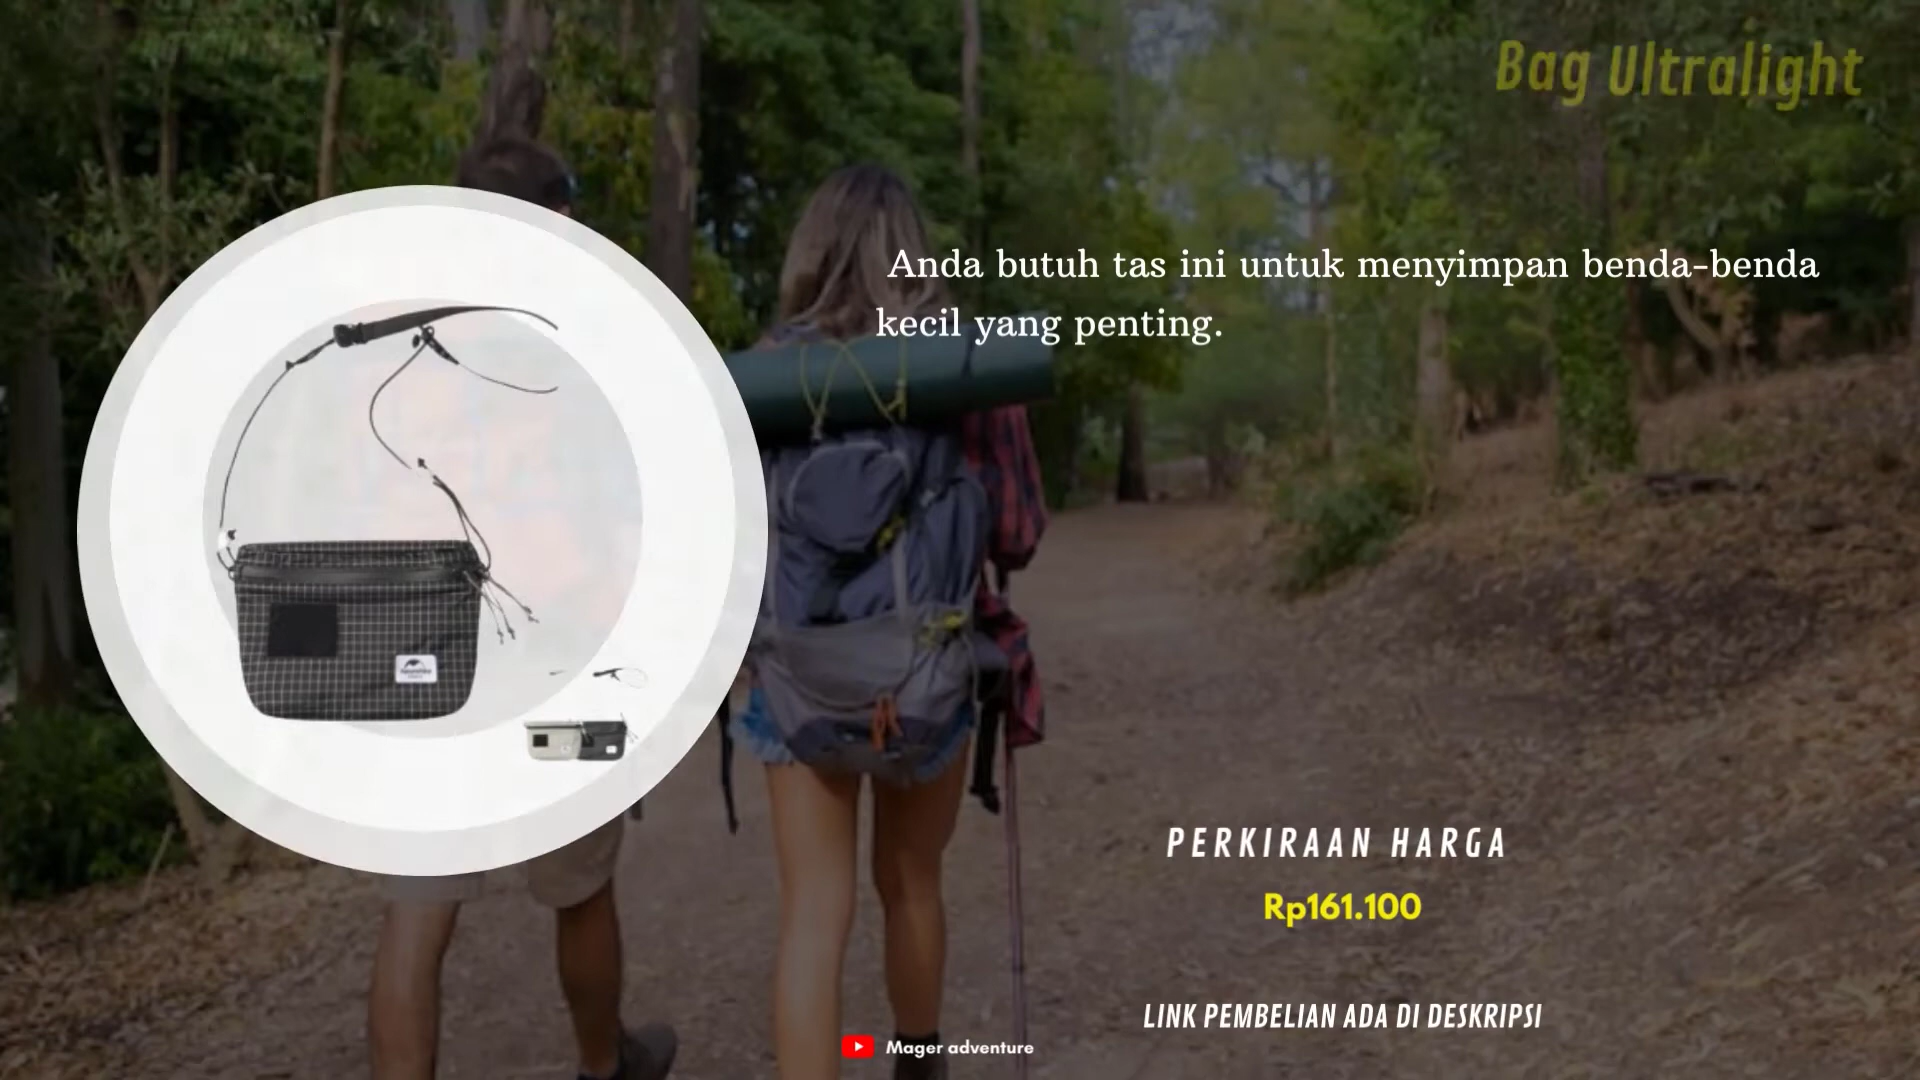 Bag Ultralight
Anda butuh tas ini untuk menyimpan benda-benda
kecil yang penting.
PERKIRAAN HARGA
Rp161.100
LINK PEMBELIAN ADA DI DESKRIPSI
Mager adventure